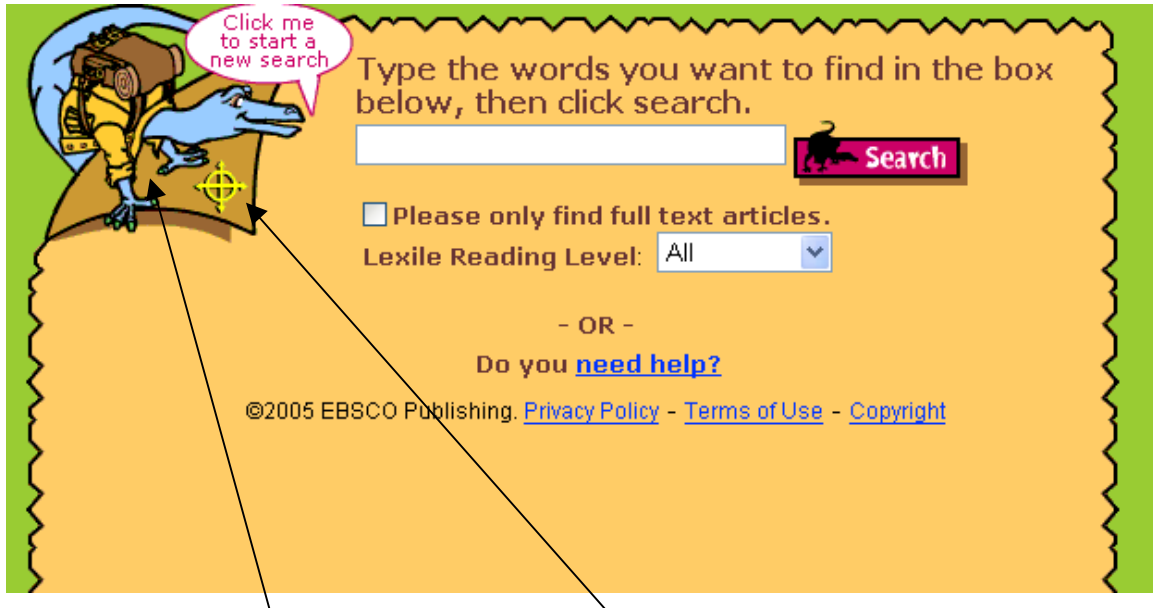 Click me
to start a
new search
Type the words you want to find in the box
below, then click search.
Search
Please only find full text articles.
Lexile Reading Level: All
- OR -
Do you need help?
©2005 EBSCO Publishing. Privacy Policy - Terms of Use - Copyright